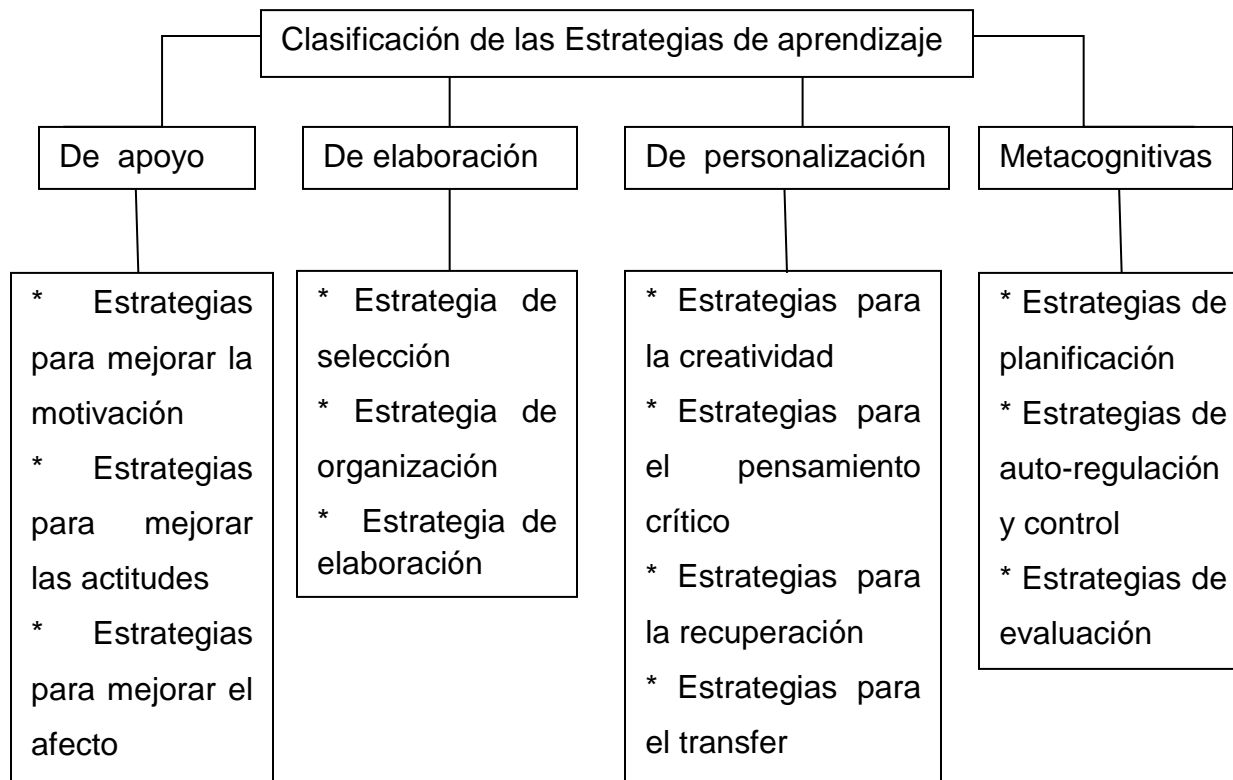 Clasificación de las Estrategias de aprendizaje
De apoyo
De elaboración
De personalización
Metacognitivas
* Estrategias
para mejorar la
motivación
* Estrategias
para mejorar
las actitudes
* Estrategias
para mejorar el
afecto
* Estrategia de
selección
* Estrategia de
organización
* Estrategia de
elaboración
* Estrategias para
la creatividad
* Estrategias para
el pensamiento
crítico
* Estrategias para
la recuperación
* Estrategias para
el transfer
* Estrategias de
planificación
* Estrategias de
auto-regulación
y control
* Estrategias de
evaluación